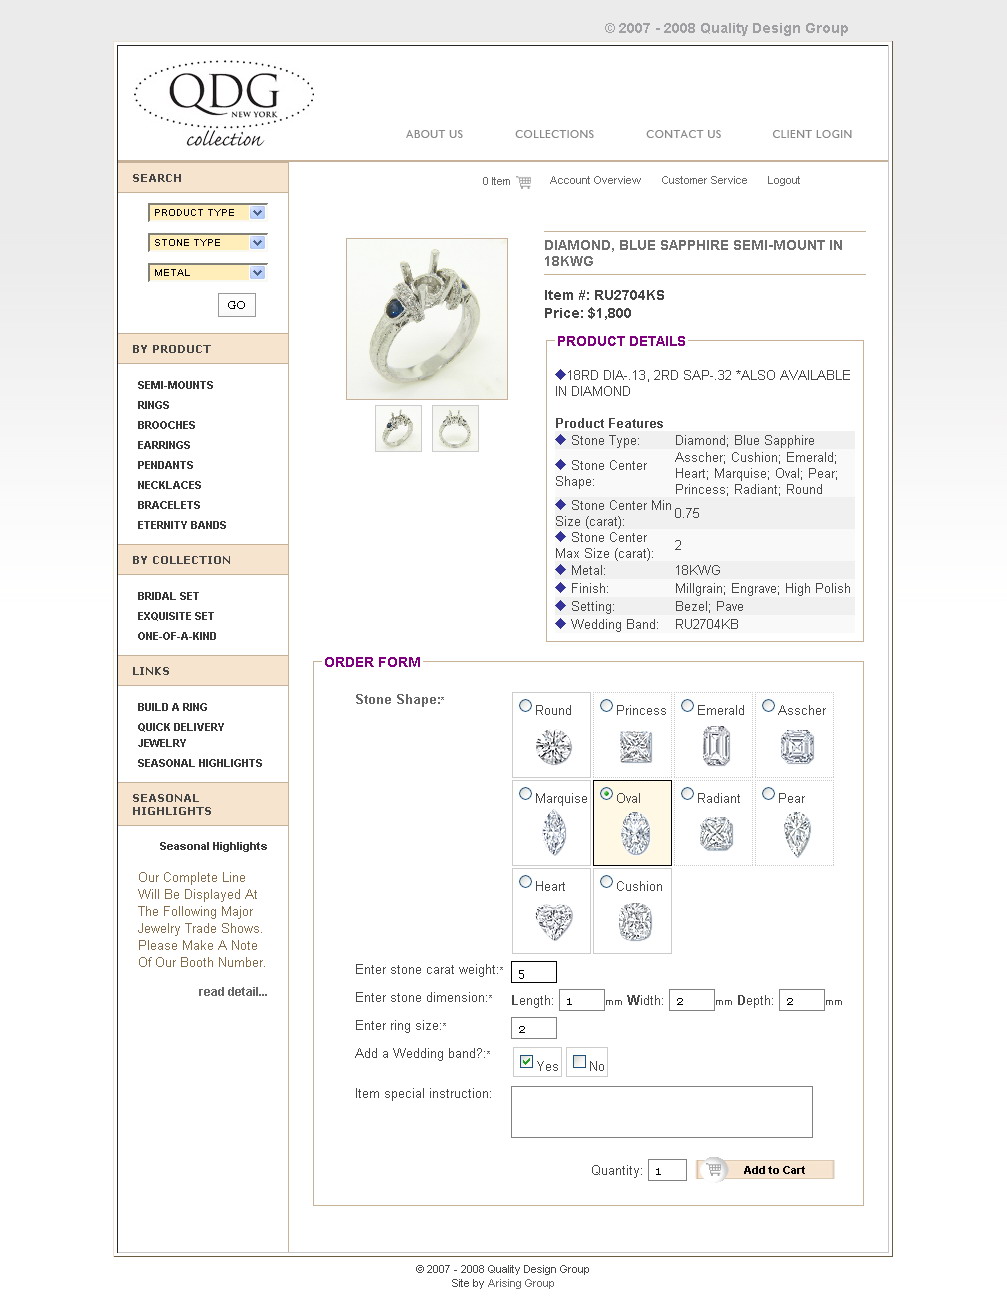 © 2007 - 2008 Quality Design Group
QDG
NEW YORK
collection
ABOUT US COLLECTIONS CONTACT US CLIENT LOGIN
0 Item Account Overview Customer Service Logout
SEARCH
PRODUCT TYPE
STONE TYPE
METAL
GO
BY PRODUCT
SEMI-MOUNTS
RINGS
BROOCHES
EARRINGS
PENDANTS
NECKLACES
BRACELETS
ETERNITY BANDS
BY COLLECTION
BRIDAL SET
EXQUISITE SET
ONE-OF-A-KIND
LINKS
BUILD A RING
QUICK DELIVERY
JEWELRY
SEASONAL HIGHLIGHTS
SEASONAL
HIGHLIGHTS
Seasonal Highlights
Our Complete Line
Will Be Displayed At
The Following Major
Jewelry Trade Shows.
Please Make A Note
Of Our Booth Number.
read detail...
DIAMOND, BLUE SAPPHIRE SEMI-MOUNT IN
18KWG
Item #: RU2704KS
Price: $1,800
PRODUCT DETAILS
◆18RD DIA-.13, 2RD SAP-.32 *ALSO AVAILABLE
IN DIAMOND
Product Features
◆ Stone Type: Diamond; Blue Sapphire
◆ Stone Center Shape: Asscher; Cushion; Emerald;
Heart; Marquise; Oval; Pear;
Princess; Radiant; Round
◆ Stone Center Min
Size (carat): 0.75
◆ Stone Center
Max Size (carat): 2
◆ Metal: 18KWG
◆ Finish: Millgrain; Engrave; High Polish
◆ Setting: Bezel; Pave
◆ Wedding Band: RU2704KB
ORDER FORM
Stone Shape:*
Round Princess Emerald Asscher
Marquise Oval Radiant Pear
Heart Cushion
Enter stone carat weight:* 5
Enter stone dimension:* Length: 1 mm Width: 2 mm Depth: 2 mm
Enter ring size:* 2
Add a Wedding band?:* Yes No
Item special instruction:
Quantity: 1 Add to Cart
© 2007 - 2008 Quality Design Group
Site by Arising Group